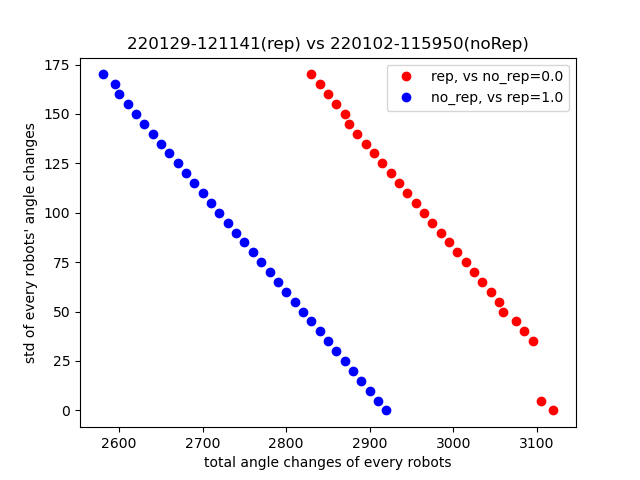 220129-121141(rep) vs 220102-115950(noRep)
rep, vs no_rep=0.0
no_rep, vs rep=1.0
std of every robots' angle changes
175
150
125
100
75
50
25
0
2600 2700 2800 2900 3000 3100
total angle changes of every robots